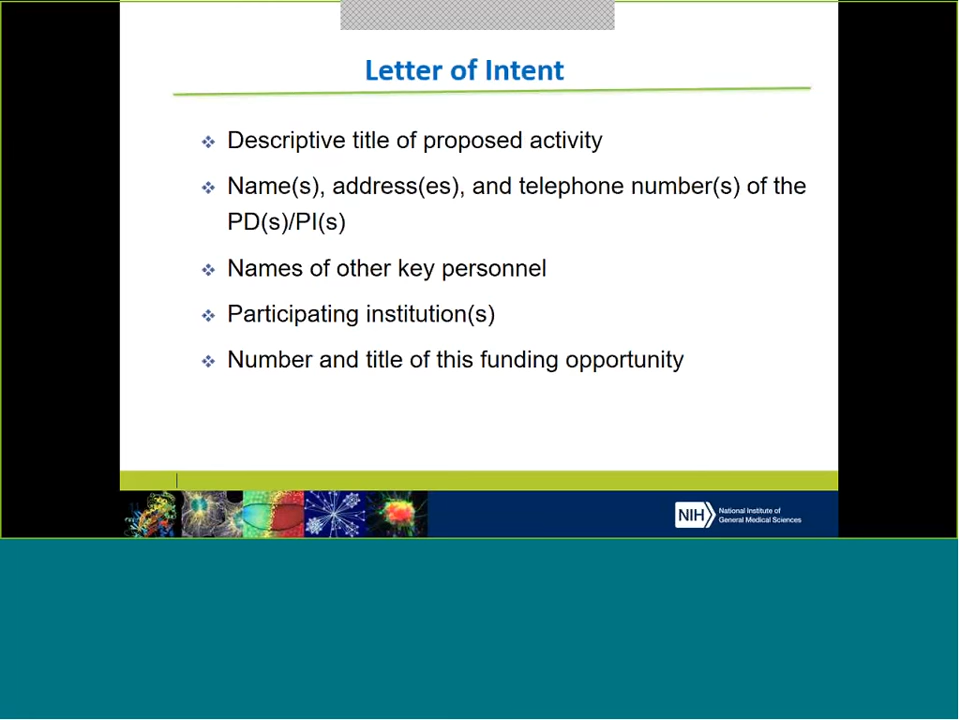 Letter of Intent
Descriptive title of proposed activity
Name(s), address(es), and telephone number(s) of the
PD(s)/PI(s)
Names of other key personnel
Participating institution(s)
Number and title of this funding opportunity
NIH National Institute of
General Medical Sciences